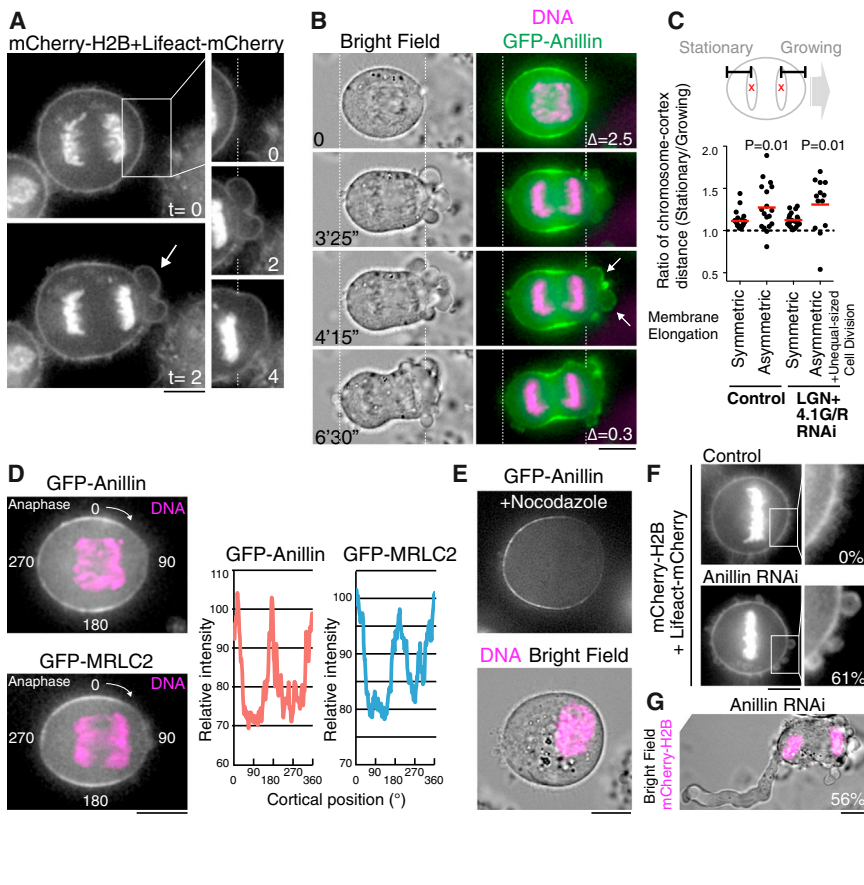 A
mCherry-H2B+Lifeact-mCherry
t= 0
0
2
t= 2
4
B
DNA
Bright Field
GFP-Anillin
0
Δ=2.5
3'25"
4'15"
6'30"
Δ=0.3
C
Stationary
Growing
x
x
P=0.01
P=0.01
Ratio of chromosome-cortex
distance (Stationary/Growing)
2.0
1.5
1.0
0.5
Membrane
Elongation
Symmetric
Asymmetric
Symmetric
Asymmetric
+Unequal-sized
Cell Division
Control
LGN+
4.1G/R
RNAi
D
GFP-Anillin
Anaphase
0
DNA
270
90
180
GFP-MRLC2
Anaphase
0
DNA
270
90
180
GFP-Anillin
Relative intensity
110
100
90
80
70
60
0
90
180
270
360
GFP-MRLC2
Relative intensity
100
90
80
70
0
90
180
270
360
Cortical position (°)
E
GFP-Anillin
+Nocodazole
DNA Bright Field
F
mCherry-H2B
+ Lifeact-mCherry
Control
0%
Anillin RNAi
61%
G
Anillin RNAi
Bright Field
mCherry-H2B
56%